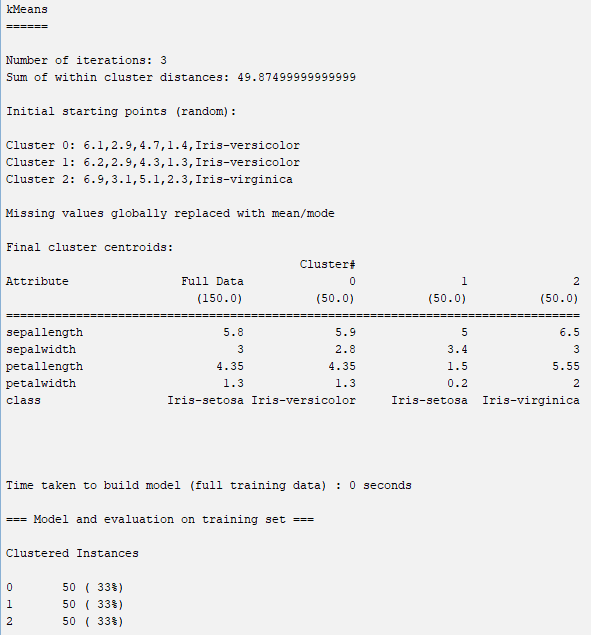 kMeans
======
Number of iterations: 3
Sum of within cluster distances: 49.87499999999999
Initial starting points (random):
Cluster 0: 6.1,2.9,4.7,1.4,Iris-versicolor
Cluster 1: 6.2,2.9,4.3,1.3,Iris-versicolor
Cluster 2: 6.9,3.1,5.1,2.3,Iris-virginica
Missing values globally replaced with mean/mode
Final cluster centroids:
                                          Cluster#
Attribute                Full Data               0               1               2
                           (150.0)          (50.0)          (50.0)          (50.0)
==================================================================================
sepallength                    5.8             5.9               5             6.5
sepalwidth                       3             2.8             3.4               3
petallength                   4.35            4.35             1.5            5.55
petalwidth                     1.3             1.3             0.2               2
class                  Iris-setosa Iris-versicolor     Iris-setosa  Iris-virginica
Time taken to build model (full training data) : 0 seconds
=== Model and evaluation on training set ===
Clustered Instances
0       50 ( 33%)
1       50 ( 33%)
2       50 ( 33%)